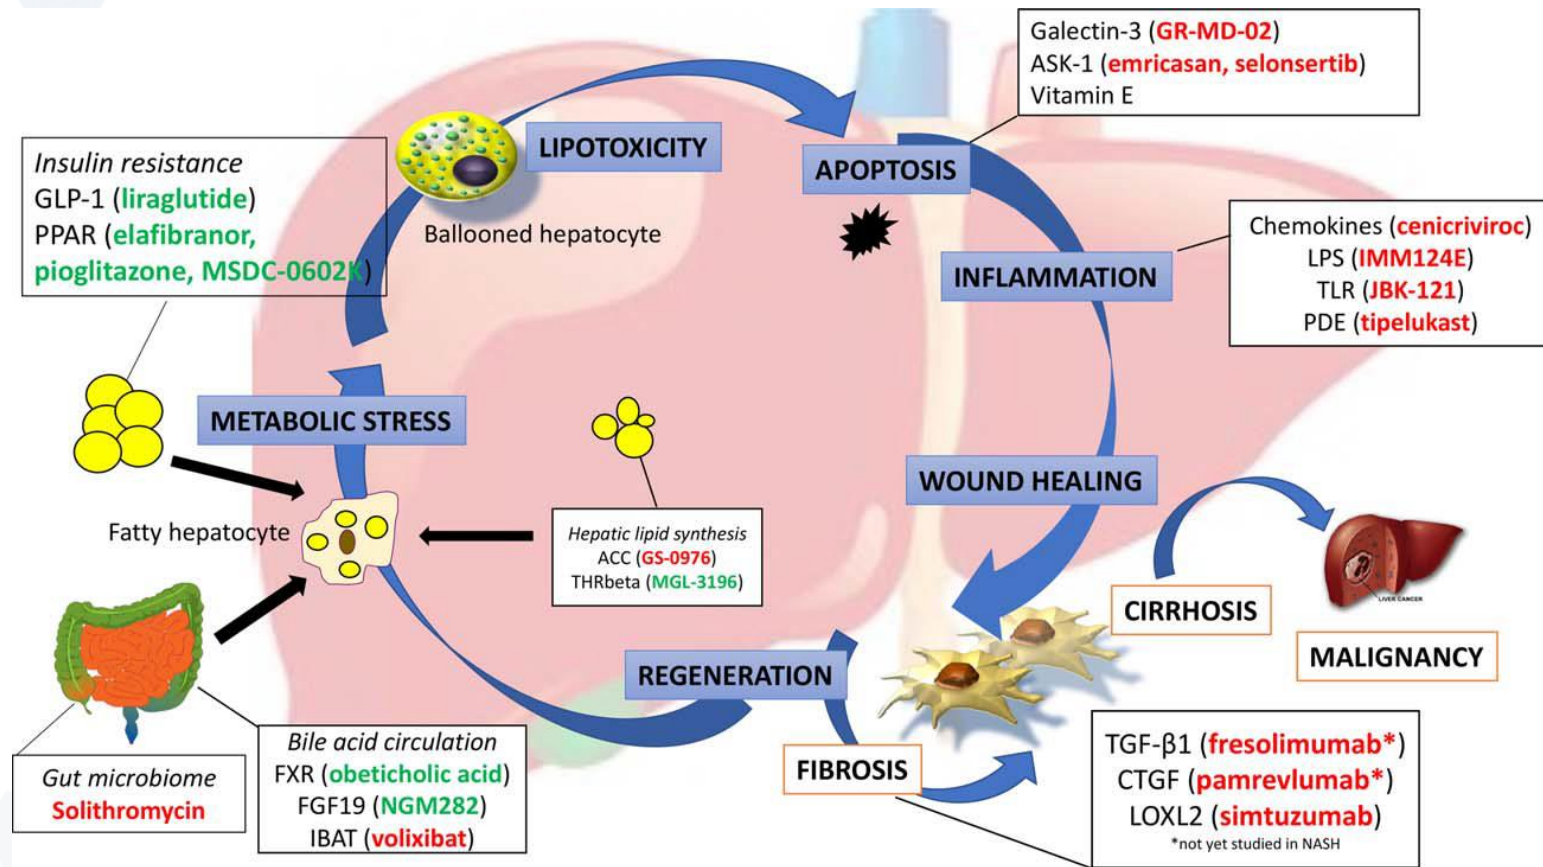 Galectin-3 (GR-MD-02)
ASK-1 (emricasan, selonsertib)
Vitamin E
LIPOTOXICITY
APOPTOSIS
Insulin resistance
GLP-1 (liraglutide)
PPAR (elafibranor,
pioglitazone, MSDC-0602K)
Ballooned hepatocyte
Chemokines (cenicriviroc)
LPS (IMM124E)
TLR (JBK-121)
PDE (tipelukast)
INFLAMMATION
METABOLIC STRESS
WOUND HEALING
Fatty hepatocyte
Hepatic lipid synthesis
ACC (GS-0976)
THRbeta (MGL-3196)
LIVER CANCER
CIRRHOSIS
MALIGNANCY
REGENERATION
FIBROSIS
Gut microbiome
Solithromycin
Bile acid circulation
FXR (obeticholic acid)
FGF19 (NGM282)
IBAT (volixibat)
TGF-β1 (fresolimumab*)
CTGF (pamrevlumab*)
LOXL2 (simtuzumab)
*not yet studied in NASH